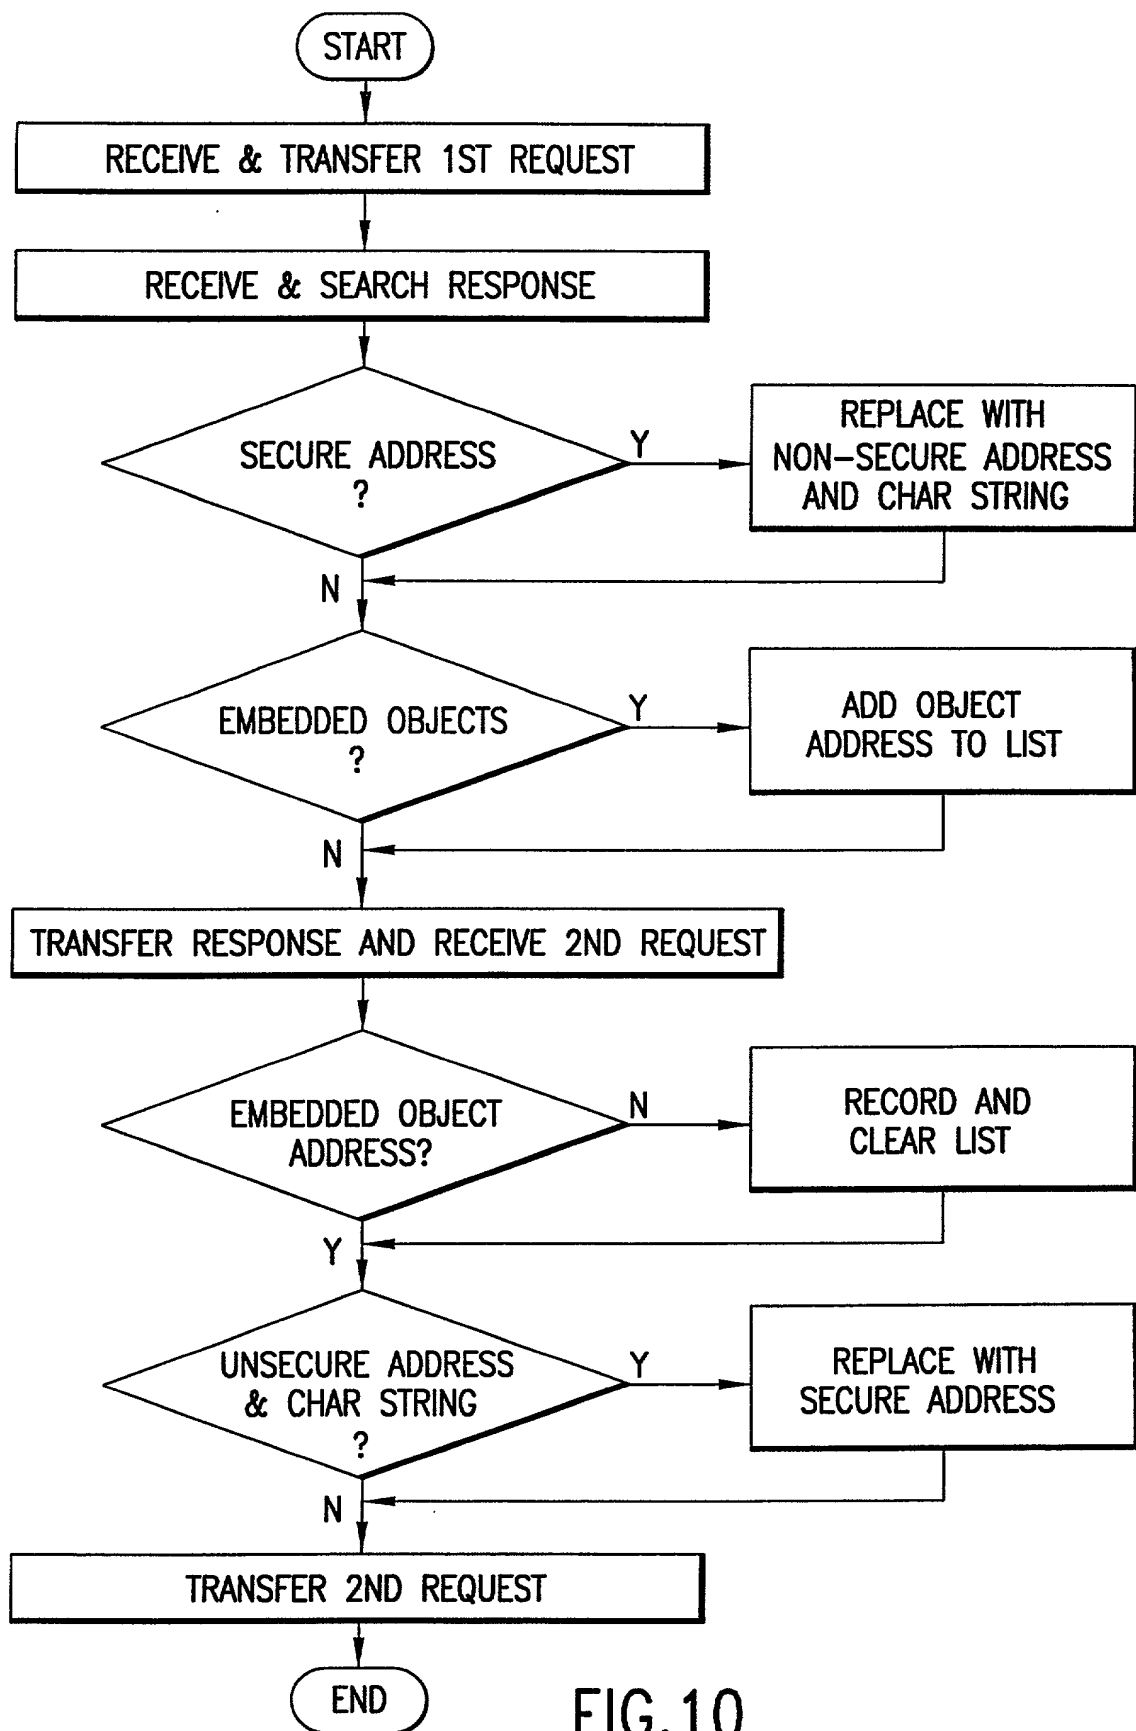 START
RECEIVE & TRANSFER 1ST REQUEST
RECEIVE & SEARCH RESPONSE
SECURE ADDRESS
?
Y
REPLACE WITH
NON-SECURE ADDRESS
AND CHAR STRING
N
EMBEDDED OBJECTS
?
Y
ADD OBJECT
ADDRESS TO LIST
N
TRANSFER RESPONSE AND RECEIVE 2ND REQUEST
EMBEDDED OBJECT
ADDRESS?
N
RECORD AND
CLEAR LIST
Y
UNSECURE ADDRESS
& CHAR STRING
?
Y
REPLACE WITH
SECURE ADDRESS
N
TRANSFER 2ND REQUEST
END
FIG.10